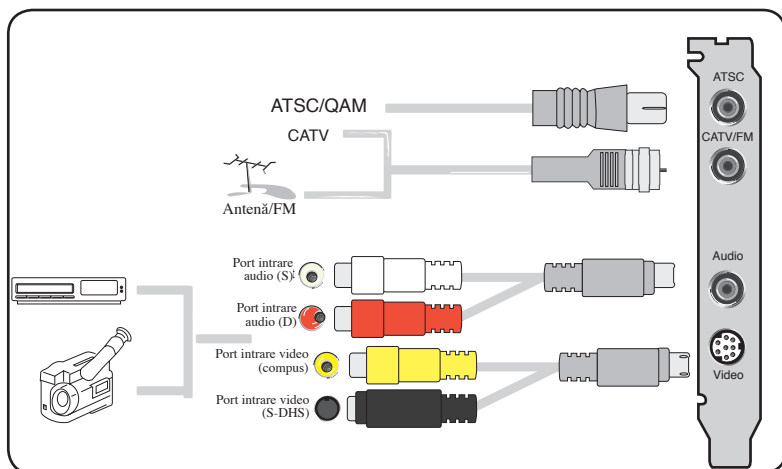 ATSC/QAM
CATV
Antenă/FM
Port intrare
audio (S)
Port intrare
audio (D)
Port intrare video
(compus)
Port intrare video
(S-DHS)
ATSC
CATV/FM
Audio
Video